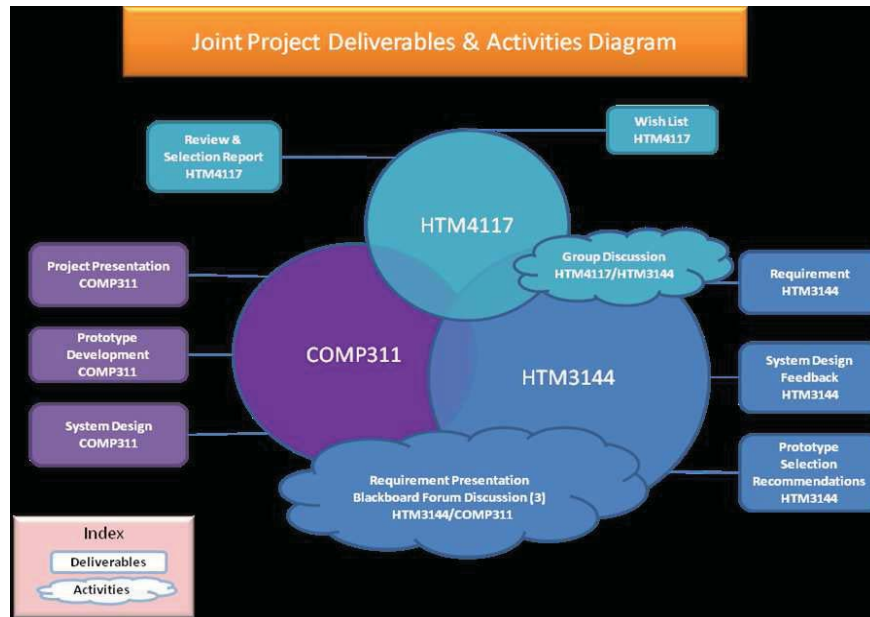 Joint Project Deliverables & Activities Diagram
Wish List
HTM4117
Review &
Selection Report
HTM4117
HTM4117
Group Discussion
HTM4117/HTM3144
Project Presentation
COMP311
Requirement
HTM3144
Prototype
Development
COMP311
COMP311
HTM3144
System Design
Feedback
HTM3144
System Design
COMP311
Prototype
Selection
Recommendations
HTM3144
Requirement Presentation
Blackboard Forum Discussion (3)
HTM3144/COMP311
Index
Deliverables
Activities